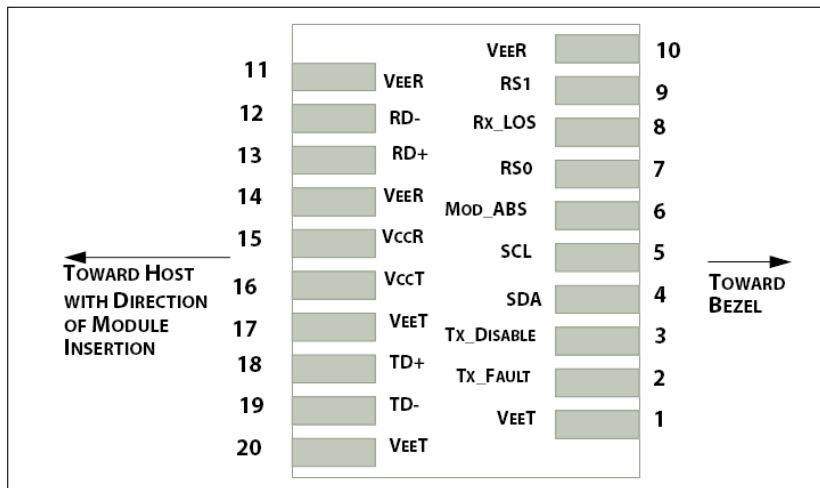 11 VEER
12 RD-
13 RD+
14 VEER
15 VCCR
16 VCCT
17 VEET
18 TD+
19 TD-
20 VEET
VEER 10
RS1 9
RX_LOS 8
RS0 7
MOD_ABS 6
SCL 5
SDA 4
TX_DISABLE 3
TX_FAULT 2
VEET 1
TOWARD HOST
WITH DIRECTION
OF MODULE
INSERTION
TOWARD
BEZEL